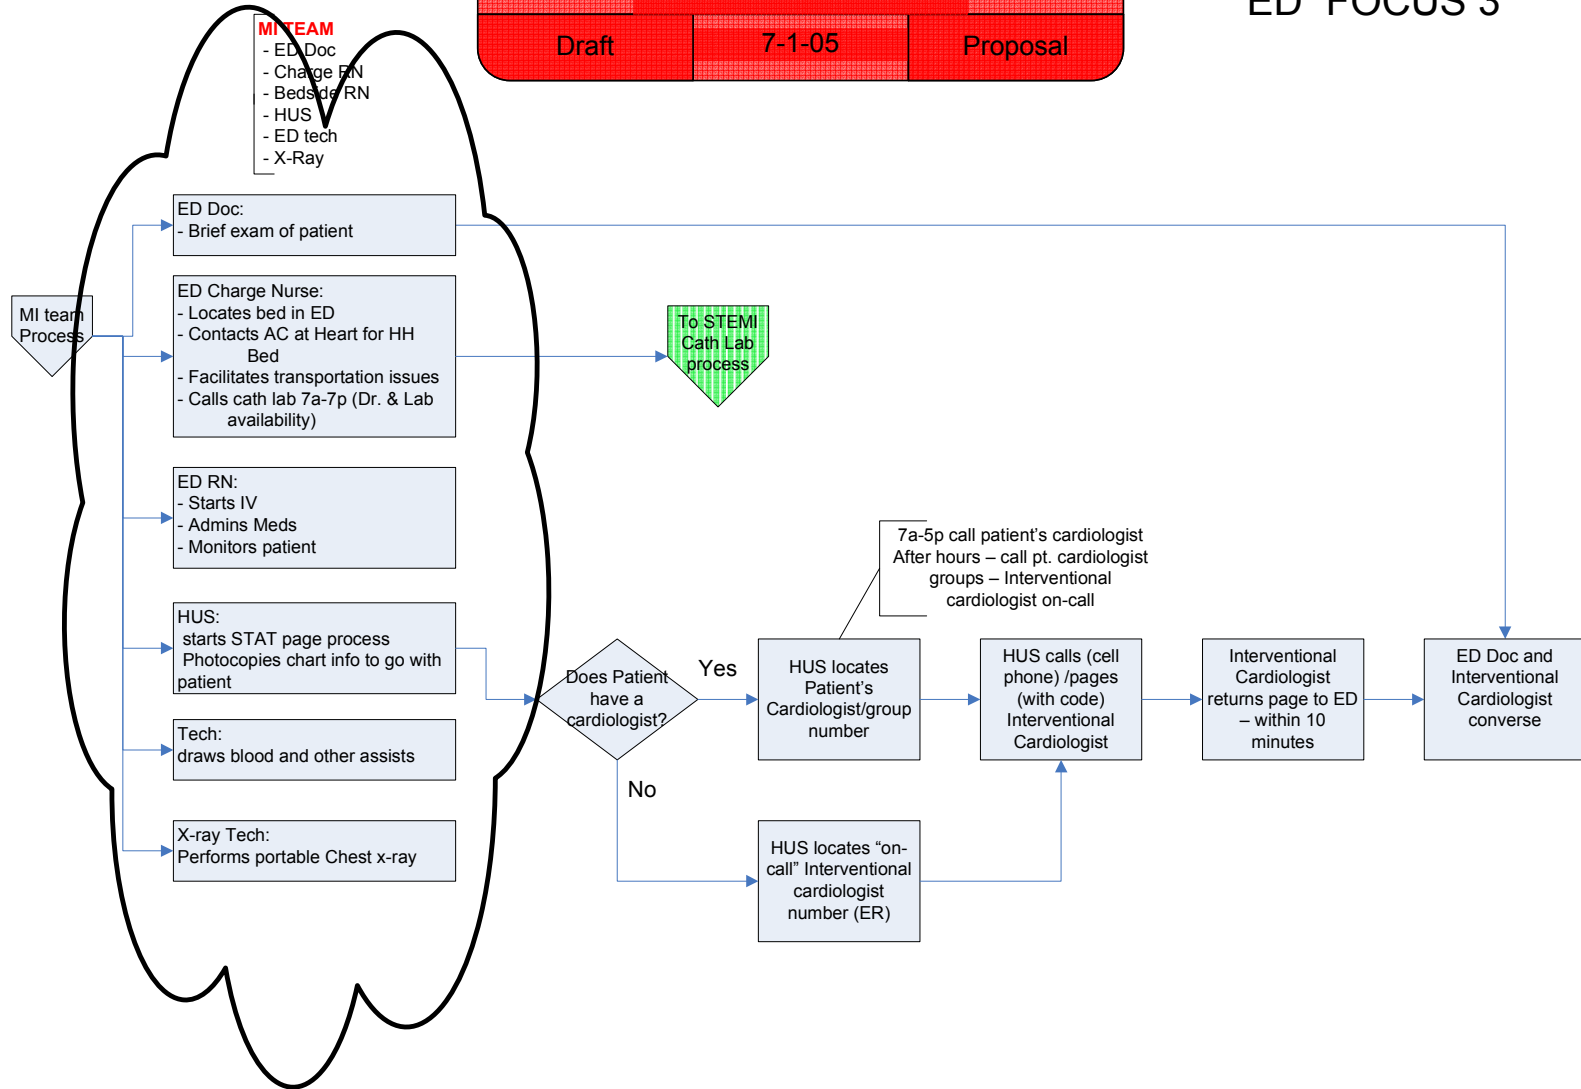 ED FOCUS 3
Draft
7-1-05
Proposal
MI TEAM
- ED Doc
- Charge RN
- Bedside RN
- HUS
- ED tech
- X-Ray
MI team
Process
ED Doc:
- Brief exam of patient
ED Charge Nurse:
- Locates bed in ED
- Contacts AC at Heart for HH
Bed
- Facilitates transportation issues
- Calls cath lab 7a-7p (Dr. & Lab
availability)
To STEMI
Cath Lab
process
ED RN:
- Starts IV
- Admins Meds
- Monitors patient
7a-5p call patient’s cardiologist
After hours – call pt. cardiologist
groups – Interventional
cardiologist on-call
HUS:
starts STAT page process
Photocopies chart info to go with
patient
Does Patient
have a
cardiologist?
Yes
No
HUS locates
Patient’s
Cardiologist/group
number
HUS calls (cell
phone) /pages
(with code)
Interventional
Cardiologist
Interventional
Cardiologist
returns page to ED
– within 10
minutes
ED Doc and
Interventional
Cardiologist
converse
Tech:
draws blood and other assists
X-ray Tech:
Performs portable Chest x-ray
HUS locates “on-
call” Interventional
cardiologist
number (ER)